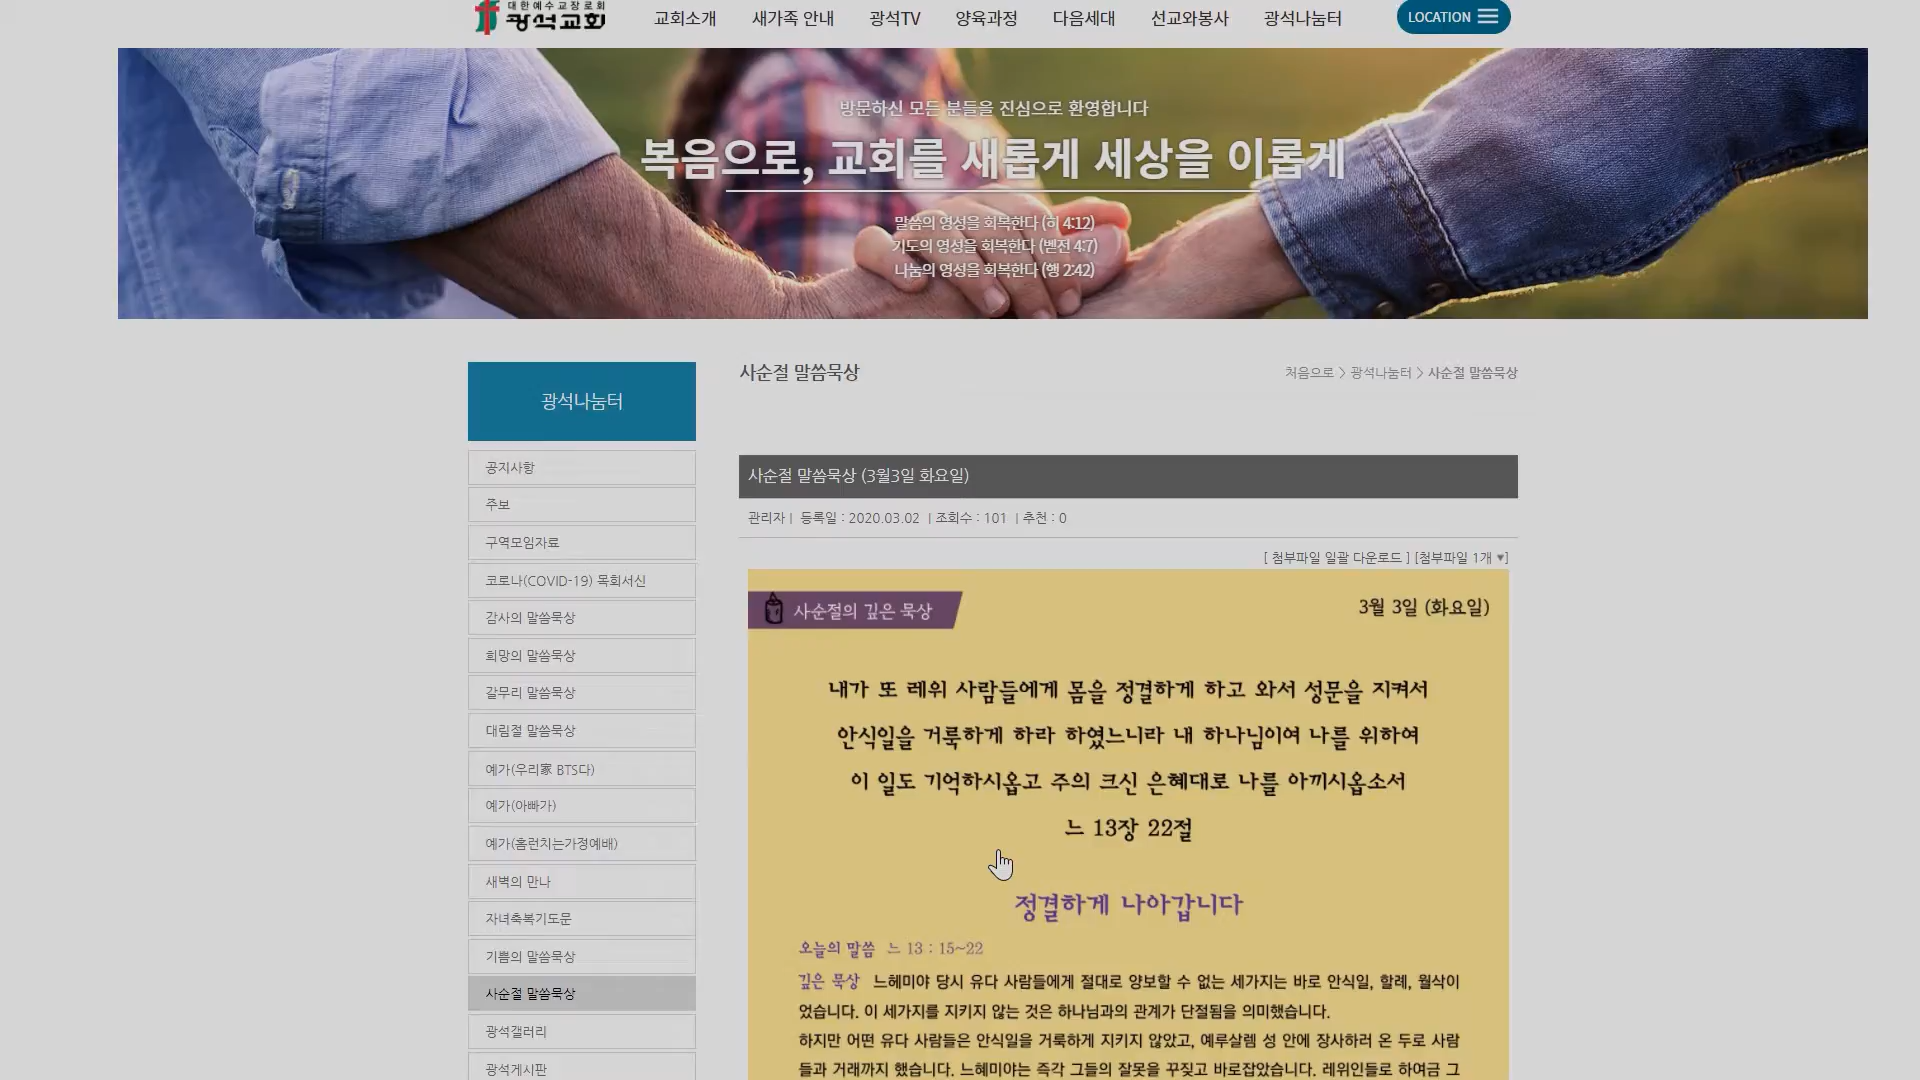 대한예수교장로회
광석교회
교회소개 새가족 안내 광석TV 양육과정 다음세대 선교와봉사 광석나눔터
LOCATION
방문하신 모든 분들을 진심으로 환영합니다
복음으로, 교회를 새롭게 세상을 이롭게
말씀의 영성을 회복한다 (히 4:12)
기도의 영성을 회복한다 (벧전 4:7)
나눔의 영성을 회복한다 (행 2:42)
광석나눔터
공지사항
주보
구역모임자료
코로나(COVID-19) 목회서신
감사의 말씀묵상
희망의 말씀묵상
갈무리 말씀묵상
대림절 말씀묵상
예가(우리家 BTS다)
예가(아빠가)
예가(홈런치는가정예배)
새벽의 만나
자녀축복기도문
기쁨의 말씀묵상
사순절 말씀묵상
광석갤러리
광석게시판
사순절 말씀묵상
처음으로 > 광석나눔터 > 사순절 말씀묵상
사순절 말씀묵상 (3월3일 화요일)
관리자 | 등록일 : 2020.03.02 | 조회수 : 101 | 추천 : 0
[ 첨부파일 일괄 다운로드 ] [첨부파일 1개 ▼]
사순절의 깊은 묵상
3월 3일 (화요일)
내가 또 레위 사람들에게 몸을 정결하게 하고 와서 성문을 지켜서
안식일을 거룩하게 하라 하였느니라 내 하나님이여 나를 위하여
이 일도 기억하시옵고 주의 크신 은혜대로 나를 아끼시옵소서
느 13장 22절
정결하게 나아갑니다
오늘의 말씀 느 13 : 15~22
깊은 묵상 느헤미야 당시 유다 사람들에게 절대로 양보할 수 없는 세가지는 바로 안식일, 할례, 월삭이
었습니다. 이 세가지를 지키지 않는 것은 하나님과의 관계가 단절됨을 의미했습니다.
하지만 어떤 유다 사람들은 안식일을 거룩하게 지키지 않았고, 예루살렘 성 안에 장사하러 온 두로 사람
들과 거래까지 했습니다. 느헤미야는 즉각 그들의 잘못을 꾸짖고 바로잡았습니다. 레위인들로 하여금 그